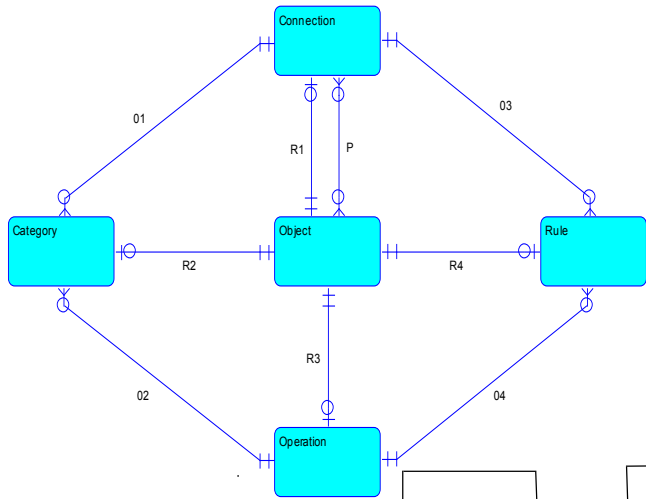 Connection
01
03
R1
P
Category
Object
Rule
R2
R4
R3
02
04
Operation